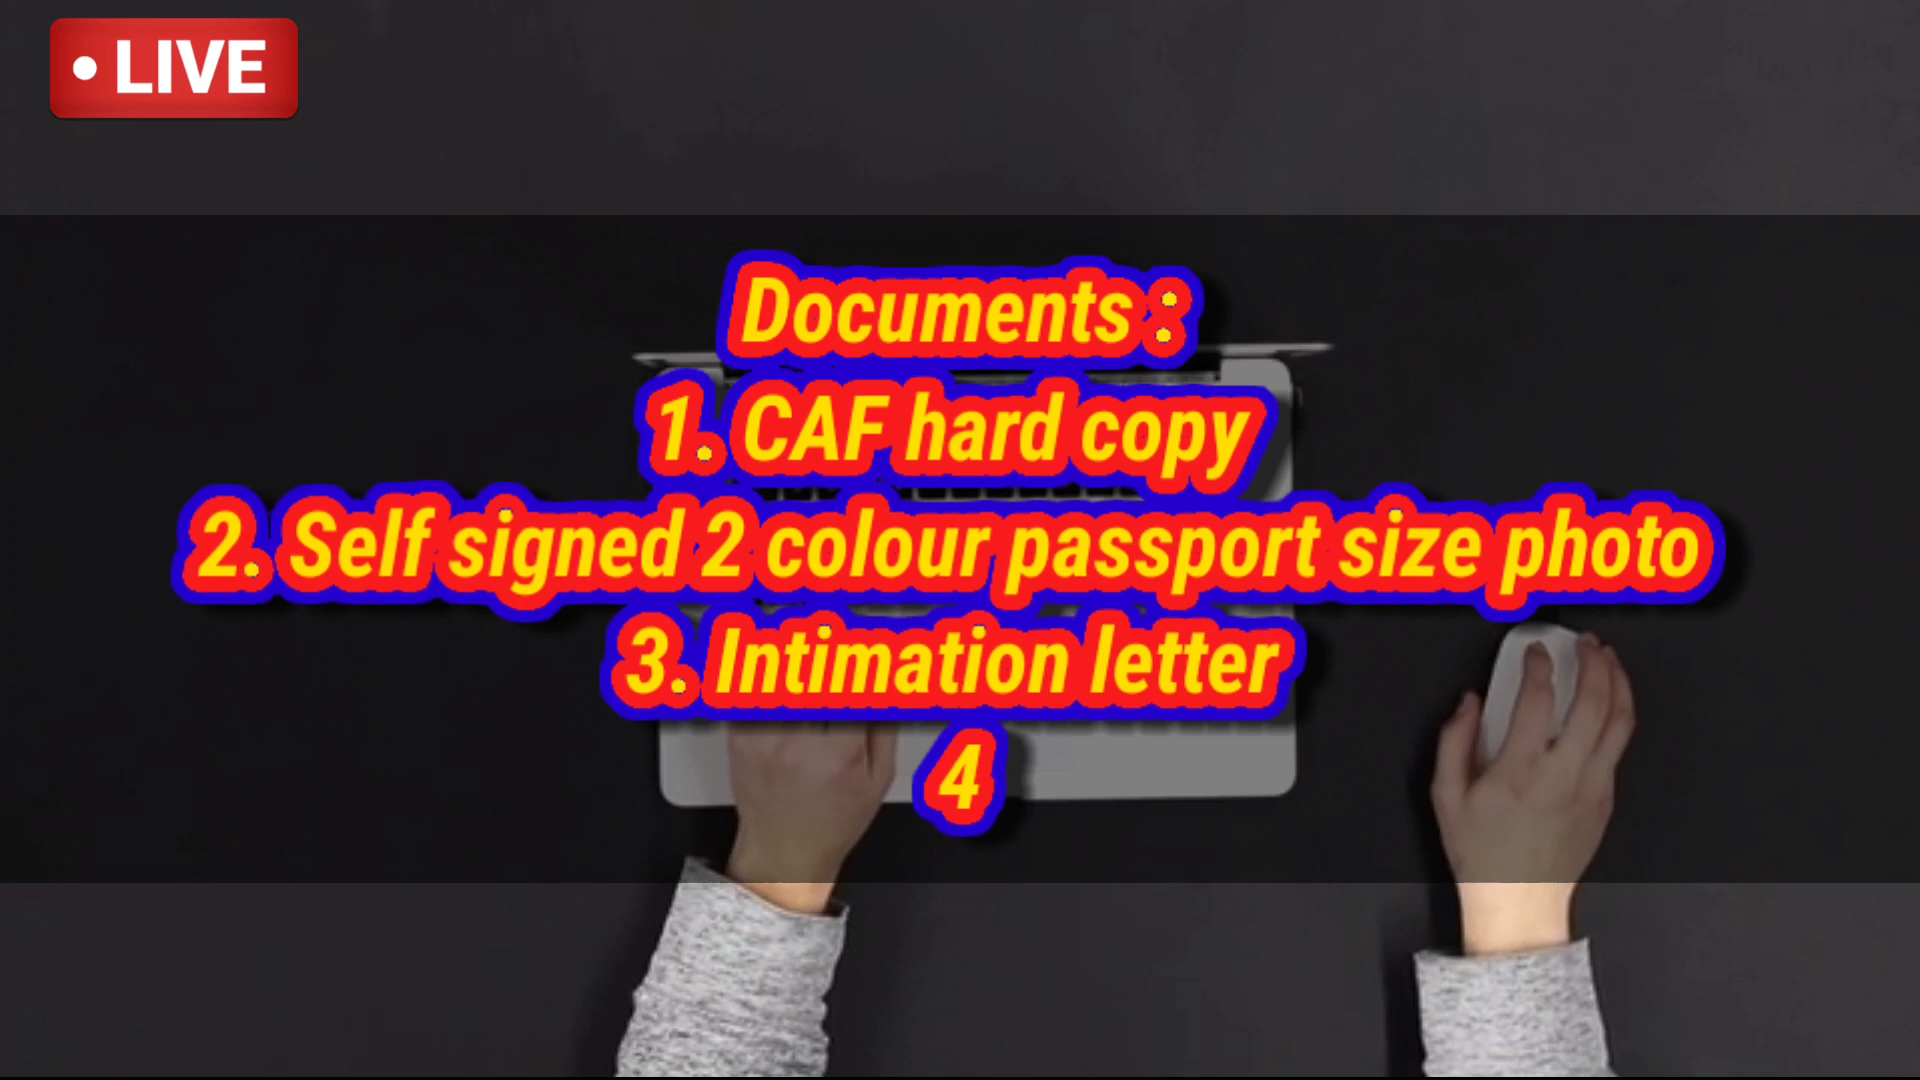 • LIVE
Documents :
1. CAF hard copy
2. Self signed 2 colour passport size photo
3. Intimation letter
4